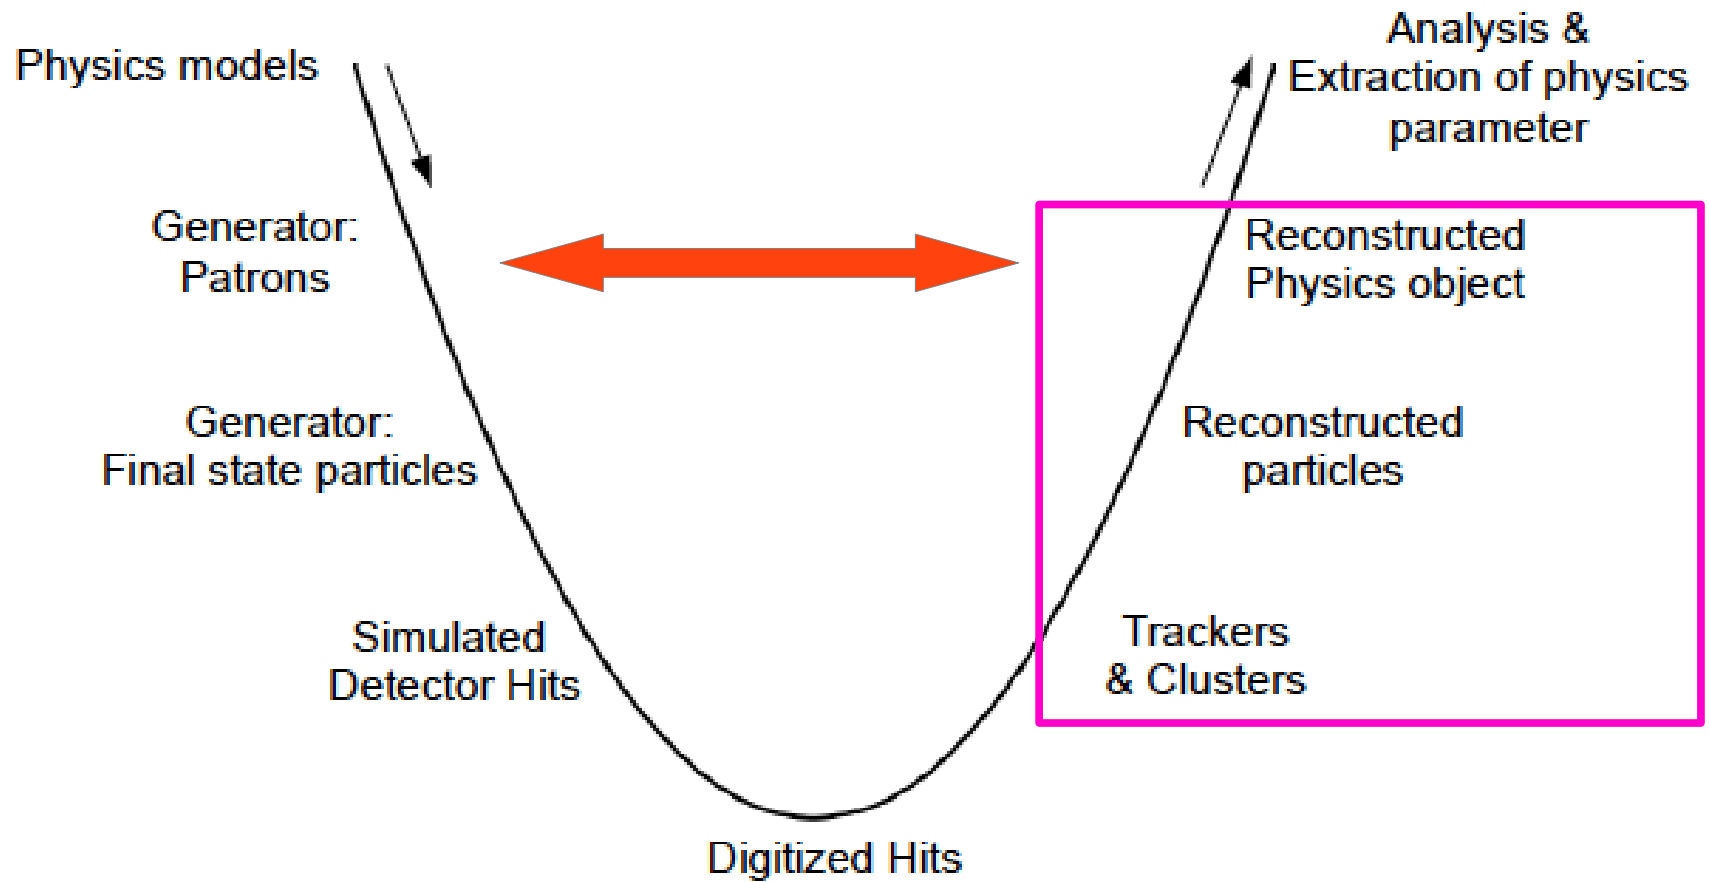 Physics models
Analysis &
Extraction of physics
parameter
Generator:
Patrons
Reconstructed
Physics object
Generator:
Final state particles
Reconstructed
particles
Simulated
Detector Hits
Trackers
& Clusters
Digitized Hits